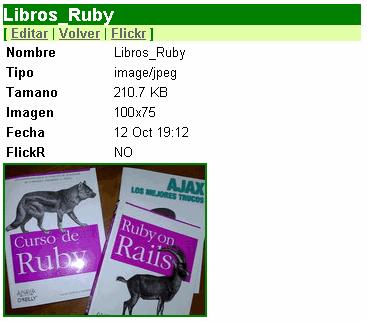 Libros_Ruby
[ Editar | Volver | Flickr ]
Nombre Libros_Ruby
Tipo image/jpeg
Tamano 210.7 KB
Imagen 100x75
Fecha 12 Oct 19:12
FlickR NO
AJAX
LOS MEJORES TRUCOS
Curso de
Ruby
Ruby on
Rails
ANAYA
O'REILLY